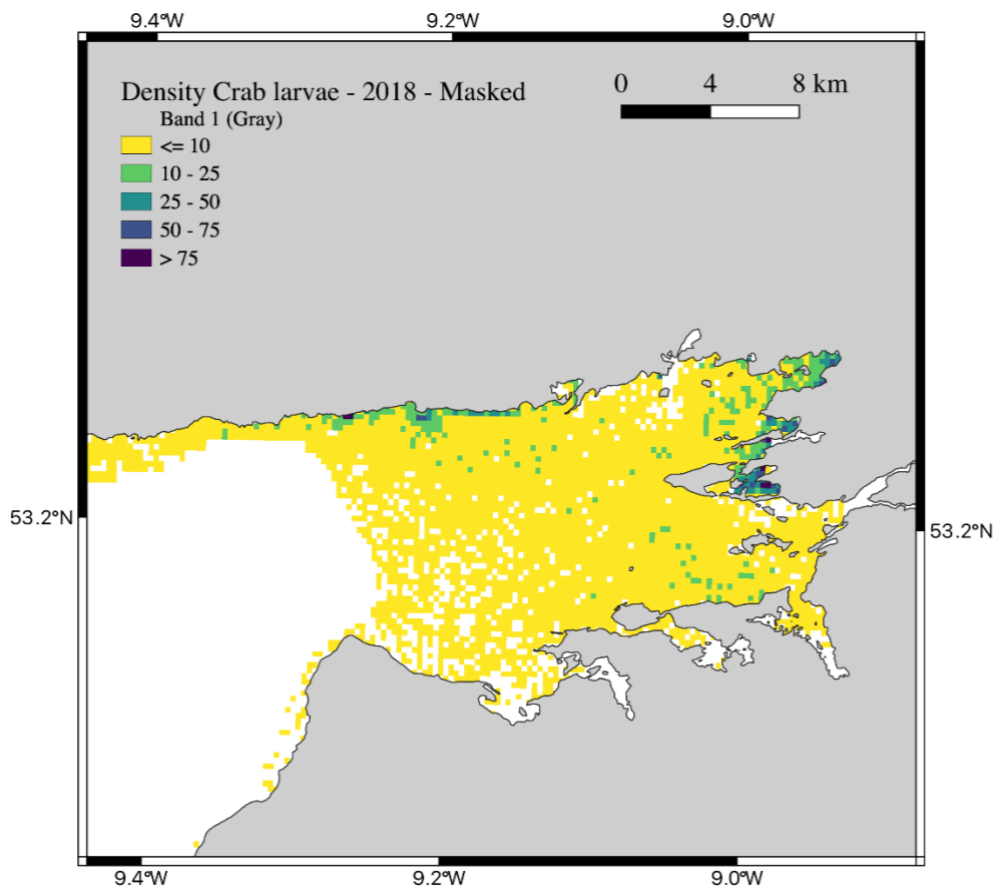 9.4°W 9.2°W 9.0°W
Density Crab larvae - 2018 - Masked
Band 1 (Gray)
<= 10
10 - 25
25 - 50
50 - 75
> 75
0 4 8 km
53.2°N 53.2°N
9.4°W 9.2°W 9.0°W